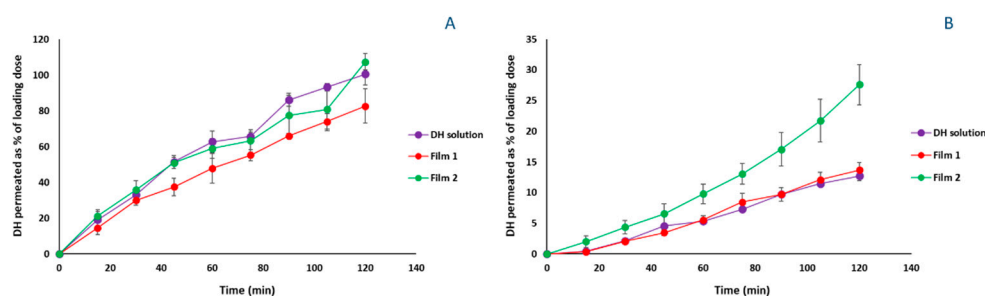 A
120
100
80
60
40
20
0
DH permeated as % of loading dose
0 20 40 60 80 100 120 140
Time (min)
DH solution
Film 1
Film 2
B
35
30
25
20
15
10
5
0
DH permeated as % of loading dose
0 20 40 60 80 100 120 140
Time (min)
DH solution
Film 1
Film 2